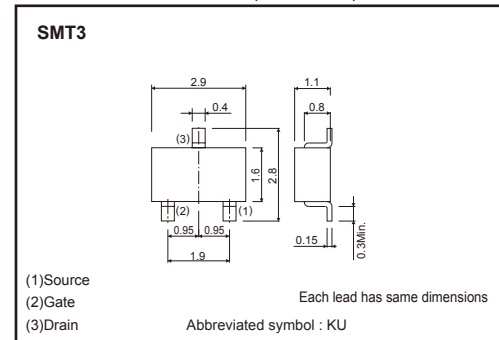 SMT3
2.9
1.1
0.4
0.8
(3)
1.6
2.8
(2)
(1)
0.95
0.95
0.15
0.3Min.
1.9
(1)Source
(2)Gate
(3)Drain
Each lead has same dimensions
Abbreviated symbol : KU